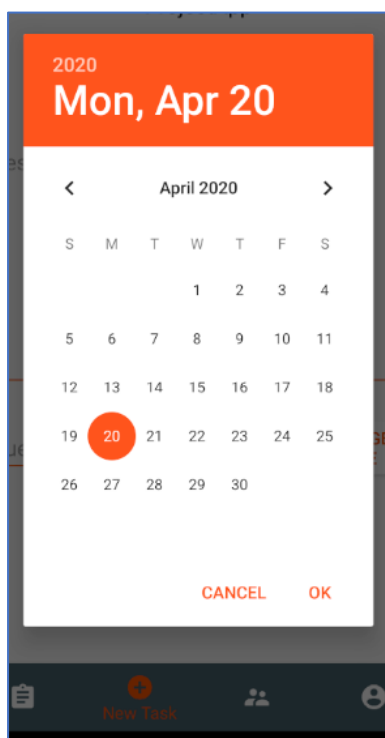 2020
Mon, Apr 20
April 2020
S M T W T F S
1 2 3 4
5 6 7 8 9 10 11
12 13 14 15 16 17 18
19 20 21 22 23 24 25
26 27 28 29 30
CANCEL OK
New Task